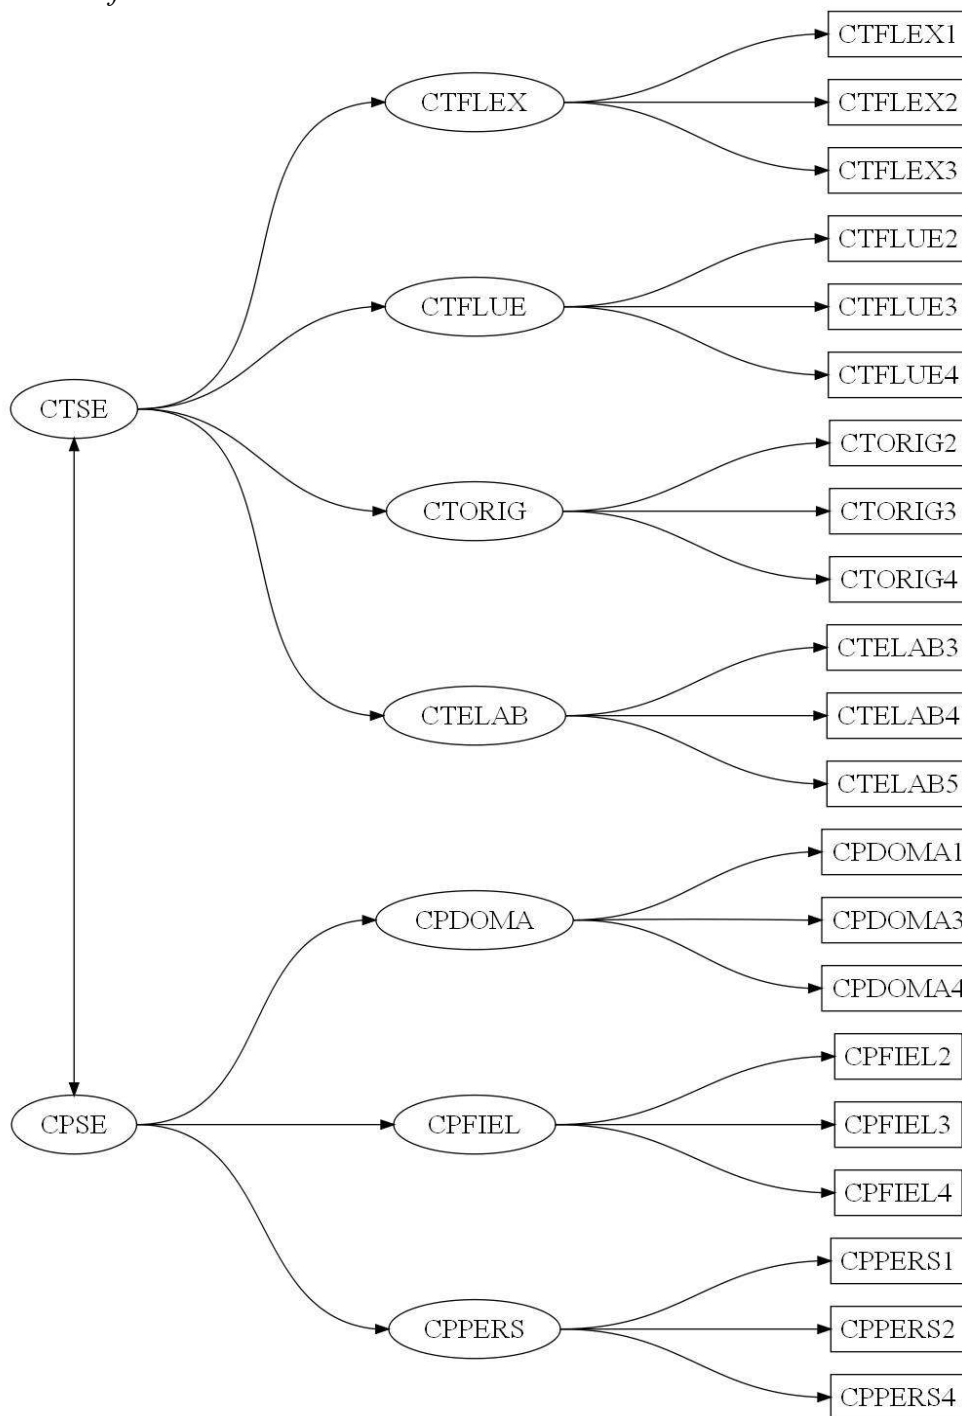 CTFLEX1
CTFLEX
CTFLEX2
CTFLEX3
CTFLUE2
CTFLUE
CTFLUE3
CTFLUE4
CTSE
CTORIG2
CTORIG
CTORIG3
CTORIG4
CTELAB3
CTELAB
CTELAB4
CTELAB5
CPDOMA1
CPDOMA
CPDOMA3
CPDOMA4
CPFIEL2
CPSE
CPFIEL
CPFIEL3
CPFIEL4
CPPERS1
CPPERS
CPPERS2
CPPERS4